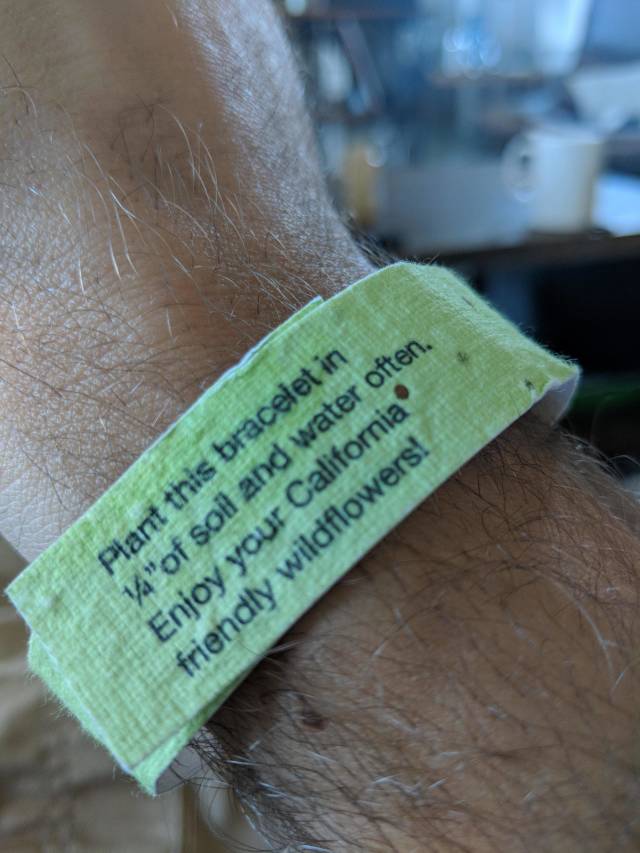 Plant this bracelet in
¼" of soil and water often.
Enjoy your California
friendly wildflowers!